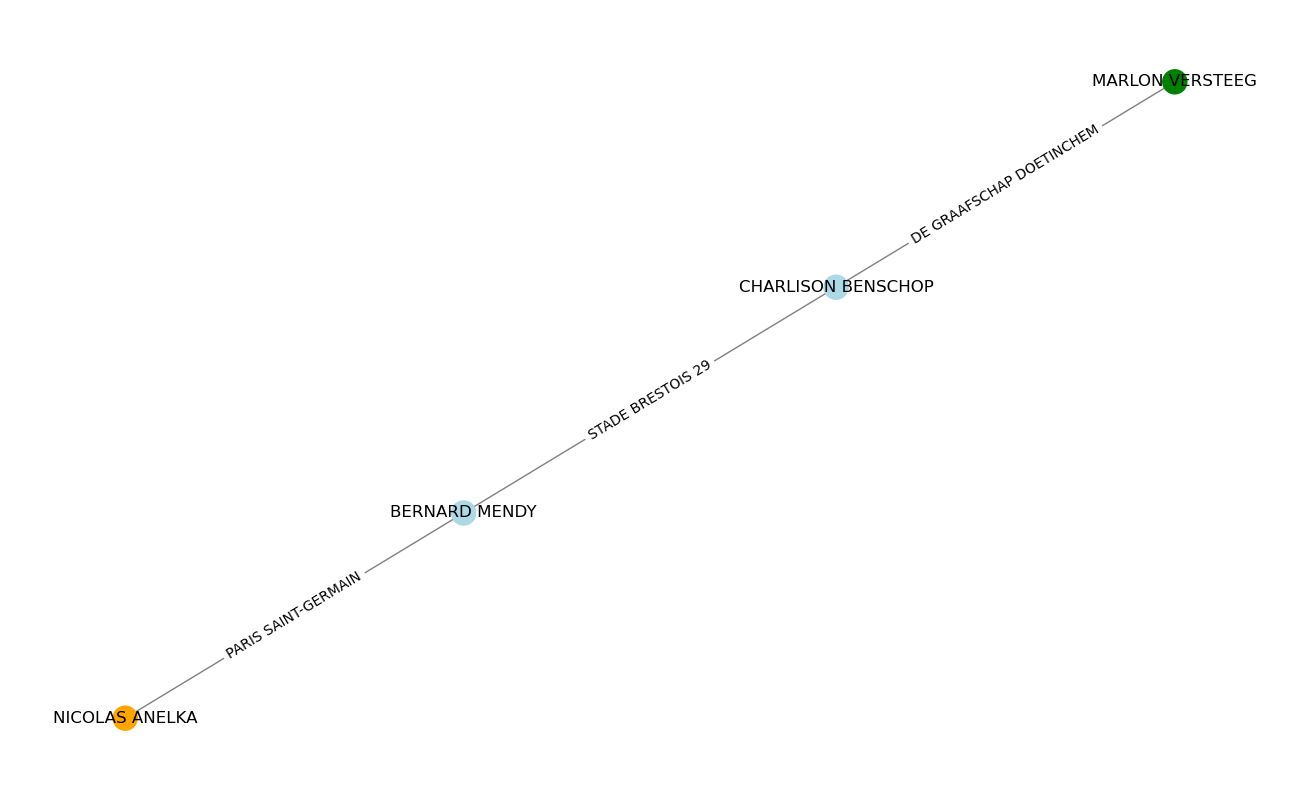 MARLON VERSTEEG
DE GRAAFSCHAP DOETINCHEM
CHARLISON BENSCHOP
STADE BRESTOIS 29
BERNARD MENDY
PARIS SAINT-GERMAIN
NICOLAS ANELKA